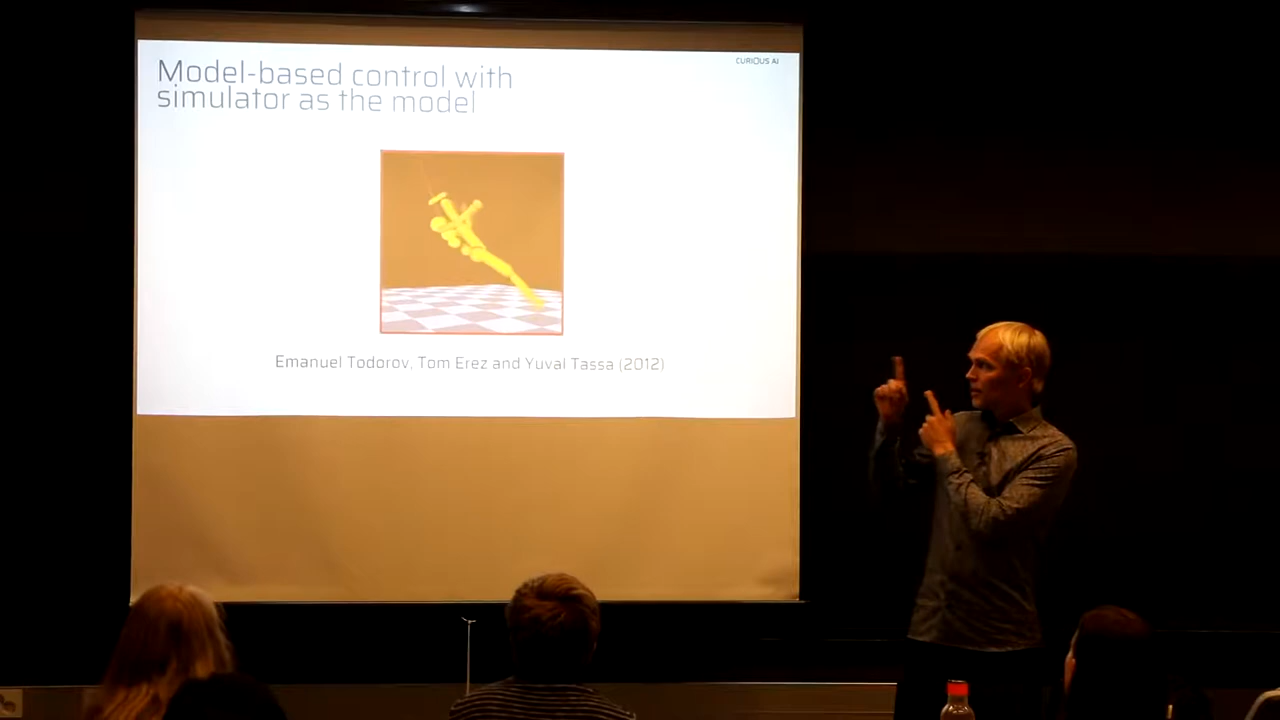 CURIOUS AI
Model-based control with
simulator as the model
Emanuel Todorov, Tom Erez and Yuval Tassa (2012)